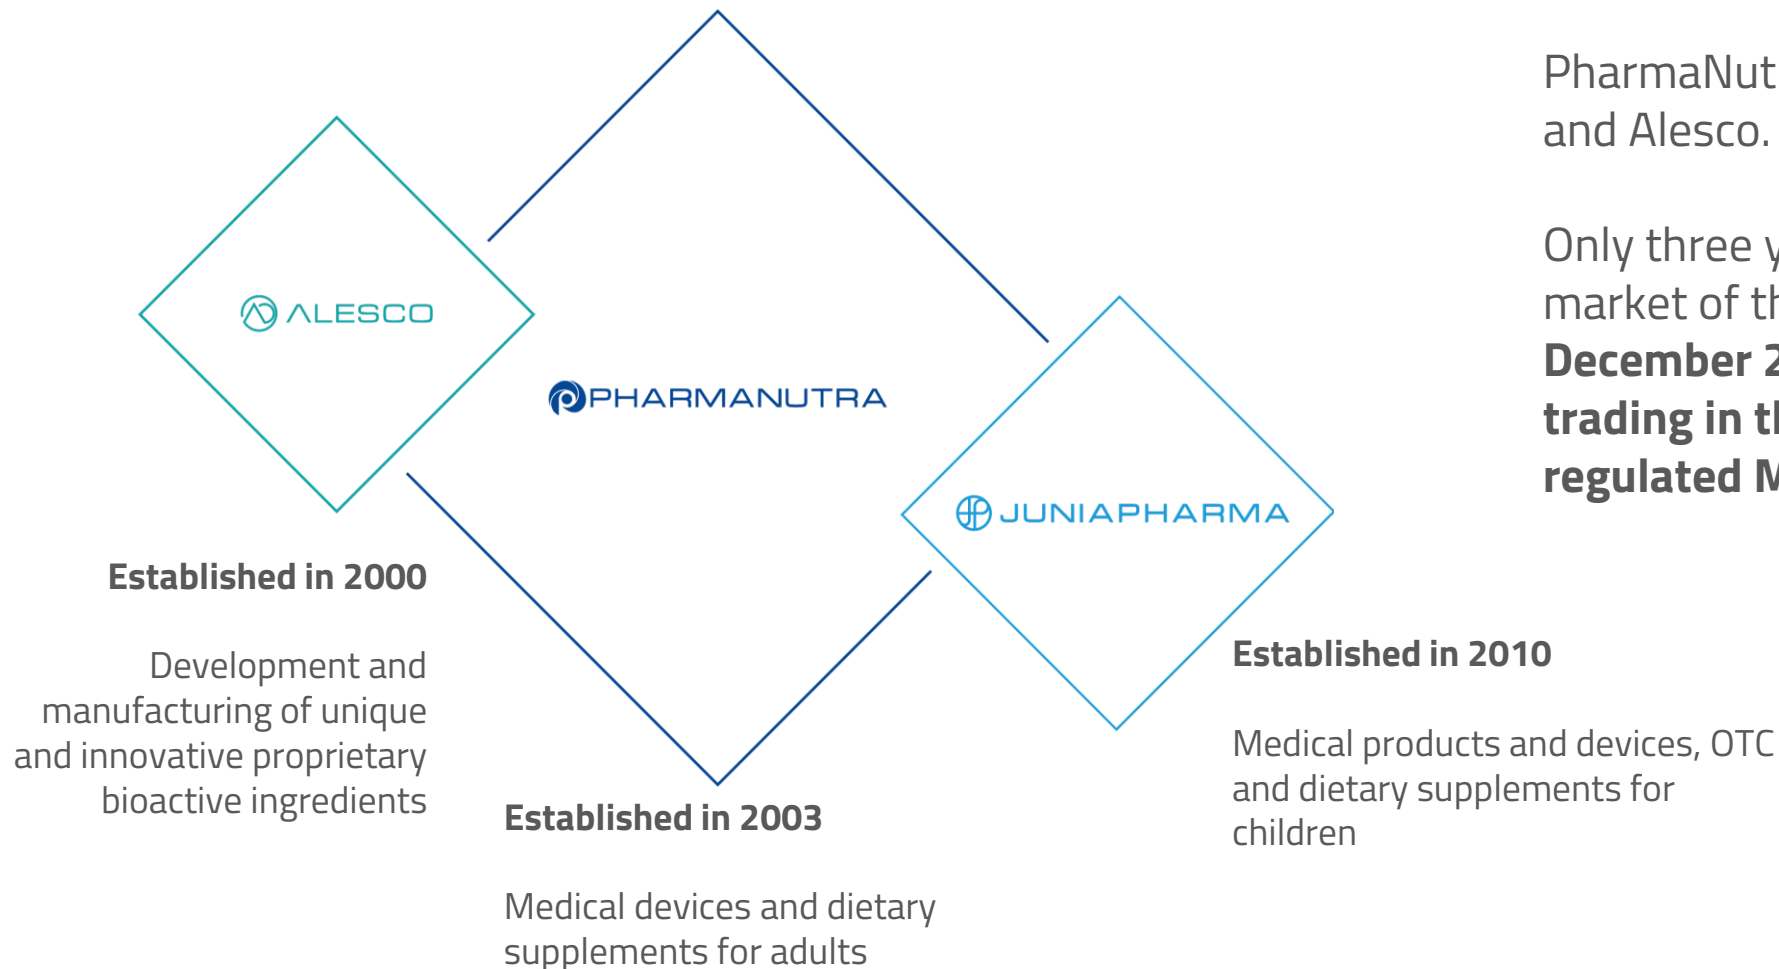 ALESCO
PHARMANUTRA
JUNIAPHARMA
Established in 2000
Development and
manufacturing of unique
and innovative proprietary
bioactive ingredients
Established in 2003
Medical devices and dietary
supplements for adults
Established in 2010
Medical products and devices, OTC
and dietary supplements for
children
and Alesco.
Only three
market of
December
trading in
regulated